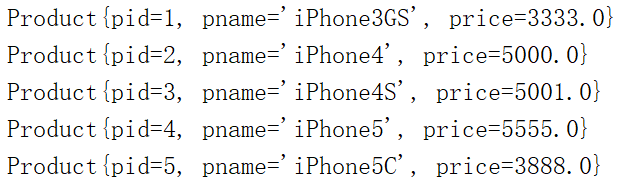 Product{pid=1, pname='iPhone3GS', price=3333.0}
Product{pid=2, pname='iPhone4', price=5000.0}
Product{pid=3, pname='iPhone4S', price=5001.0}
Product{pid=4, pname='iPhone5', price=5555.0}
Product{pid=5, pname='iPhone5C', price=3888.0}